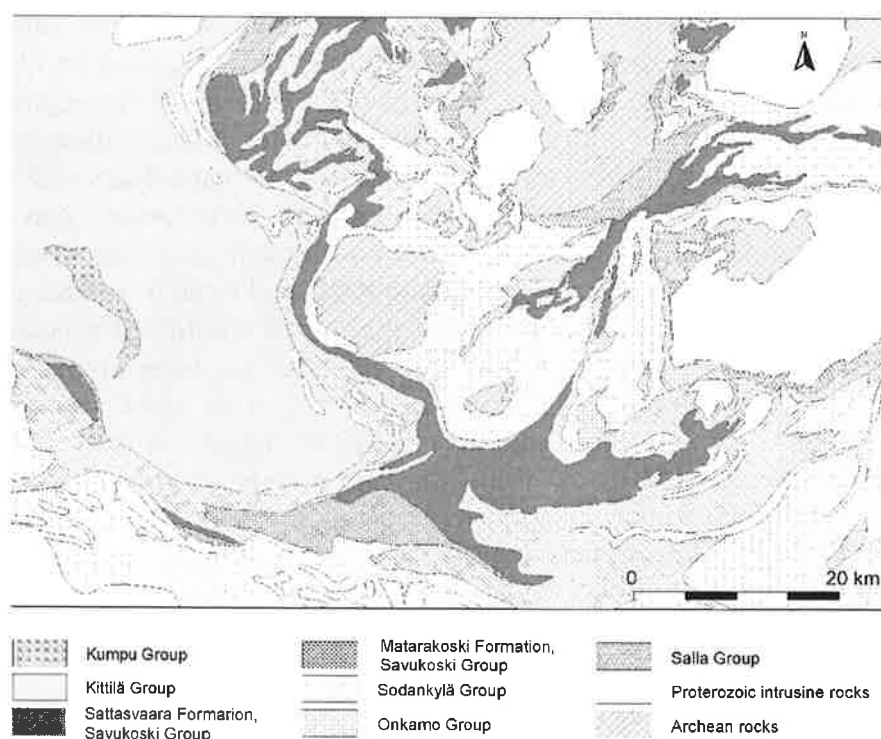 N
0 20 km
Kumpu Group
Kittilä Group
Sattasvaara Formarion,
Savukoski Group
Matarakoski Formation,
Savukoski Group
Sodankylä Group
Onkamo Group
Salla Group
Proterozoic intrusine rocks
Archean rocks